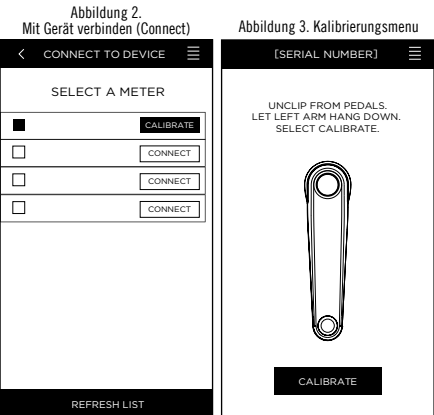 Abbildung 2.
Mit Gerät verbinden (Connect)
CONNECT TO DEVICE
SELECT A METER
CALIBRATE
CONNECT
CONNECT
CONNECT
REFRESH LIST
Abbildung 3. Kalibrierungsmenu
[SERIAL NUMBER]
UNCLIP FROM PEDALS.
LET LEFT ARM HANG DOWN.
SELECT CALIBRATE.
CALIBRATE